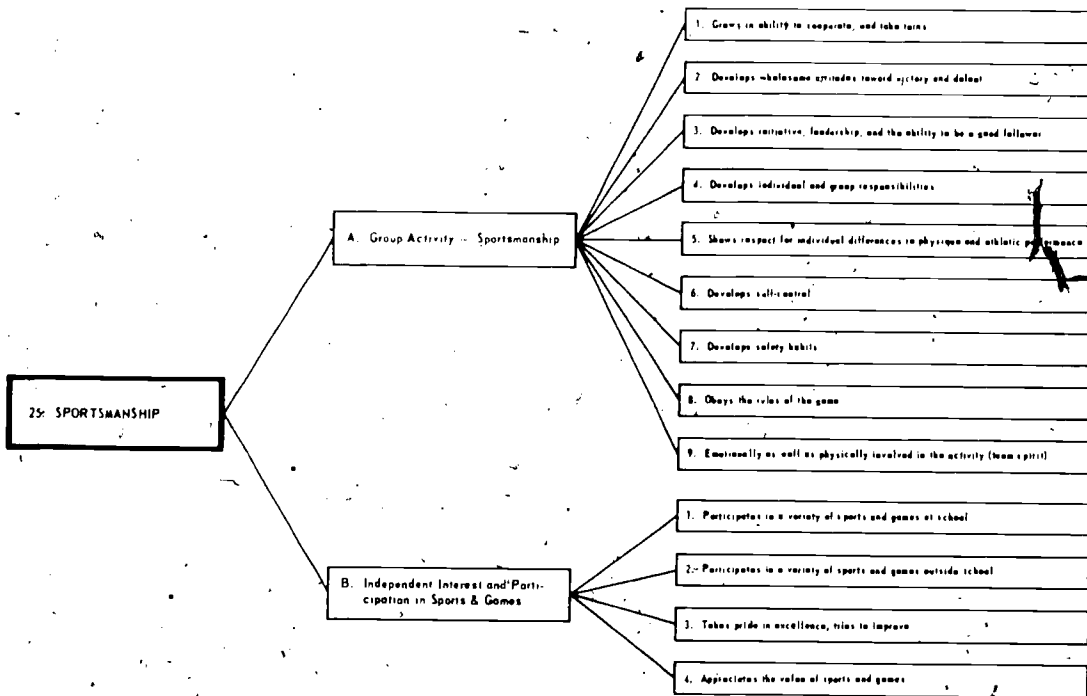 1. Grows in ability to cooperate, and take turns
2. Develops wholesome attitudes toward victory and defeat
3. Develops initiative, leadership, and the ability to be a good follower
4. Develops individual and group responsibilities
A. Group Activity - Sportsmanship
5. Shows respect for individual differences in physique and athletic performance
6. Develops self-control
7. Develops safety habits
25. SPORTSMANSHIP
8. Obeys the rules of the game
9. Emotionally as well as physically involved in the activity (team spirit)
1. Participates in a variety of sports and games at school
2. Participates in a variety of sports and games outside school
B. Independent Interest and Parti-
cipation in Sports & Games
3. Takes pride in excellence, tries to improve
4. Appreciates the value of sports and games